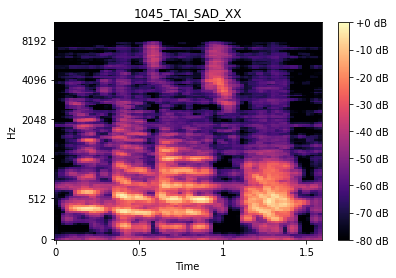 1045_TAI_SAD_XX
+0 dB
8192
-10 dB
4096
-20 dB
-30 dB
2048
Hz
-40 dB
1024
-50 dB
512
-60 dB
-70 dB
0
-80 dB
0
0.5
1
1.5
Time